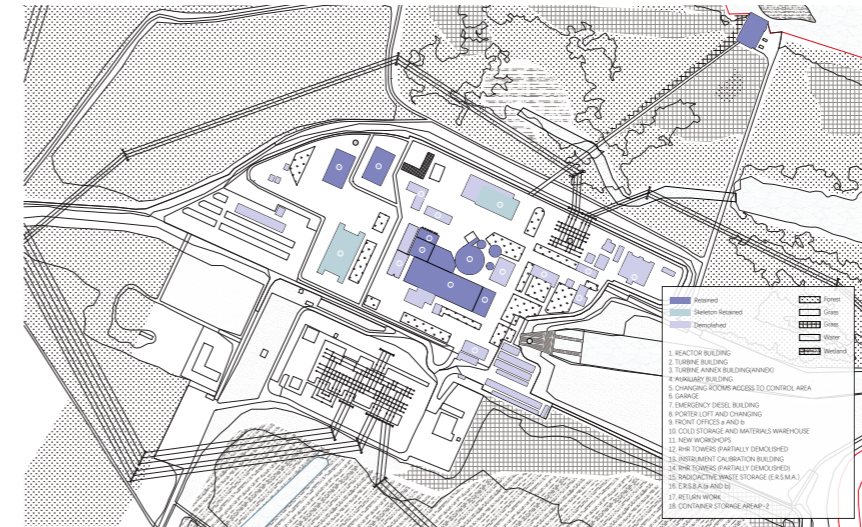 Retained
Skeleton Retained
Demolished
Forest
Grass
Grass
Water
Wetland
1. REACTOR BUILDING
2. TURBINE BUILDING
3. TURBINE ANNEX BUILDING(ANNEX)
4. AUXILIARY BUILDING
5. CHANGING ROOMS ACCESS TO CONTROL AREA
6. GARAGE
7. EMERGENCY DIESEL BUILDING
8. PORTER LOFT AND CHANGING
9. FRONT OFFICES a AND b
10. COLD STORAGE AND MATERIALS WAREHOUSE
11. NEW WORKSHOPS
12. RHR TOWERS (PARTIALLY DEMOLISHED
13. INSTRUMENT CALIBRATION BUILDING
14. RHR TOWERS (PARTIALLY DEMOLISHED)
15. RADIOACTIVE WASTE STORAGE (E.R.S.M.A.)
16. E.R.S.B.A.(a AND b)
17. RETURN WORK
18. CONTAINER STORAGE AREAP-2